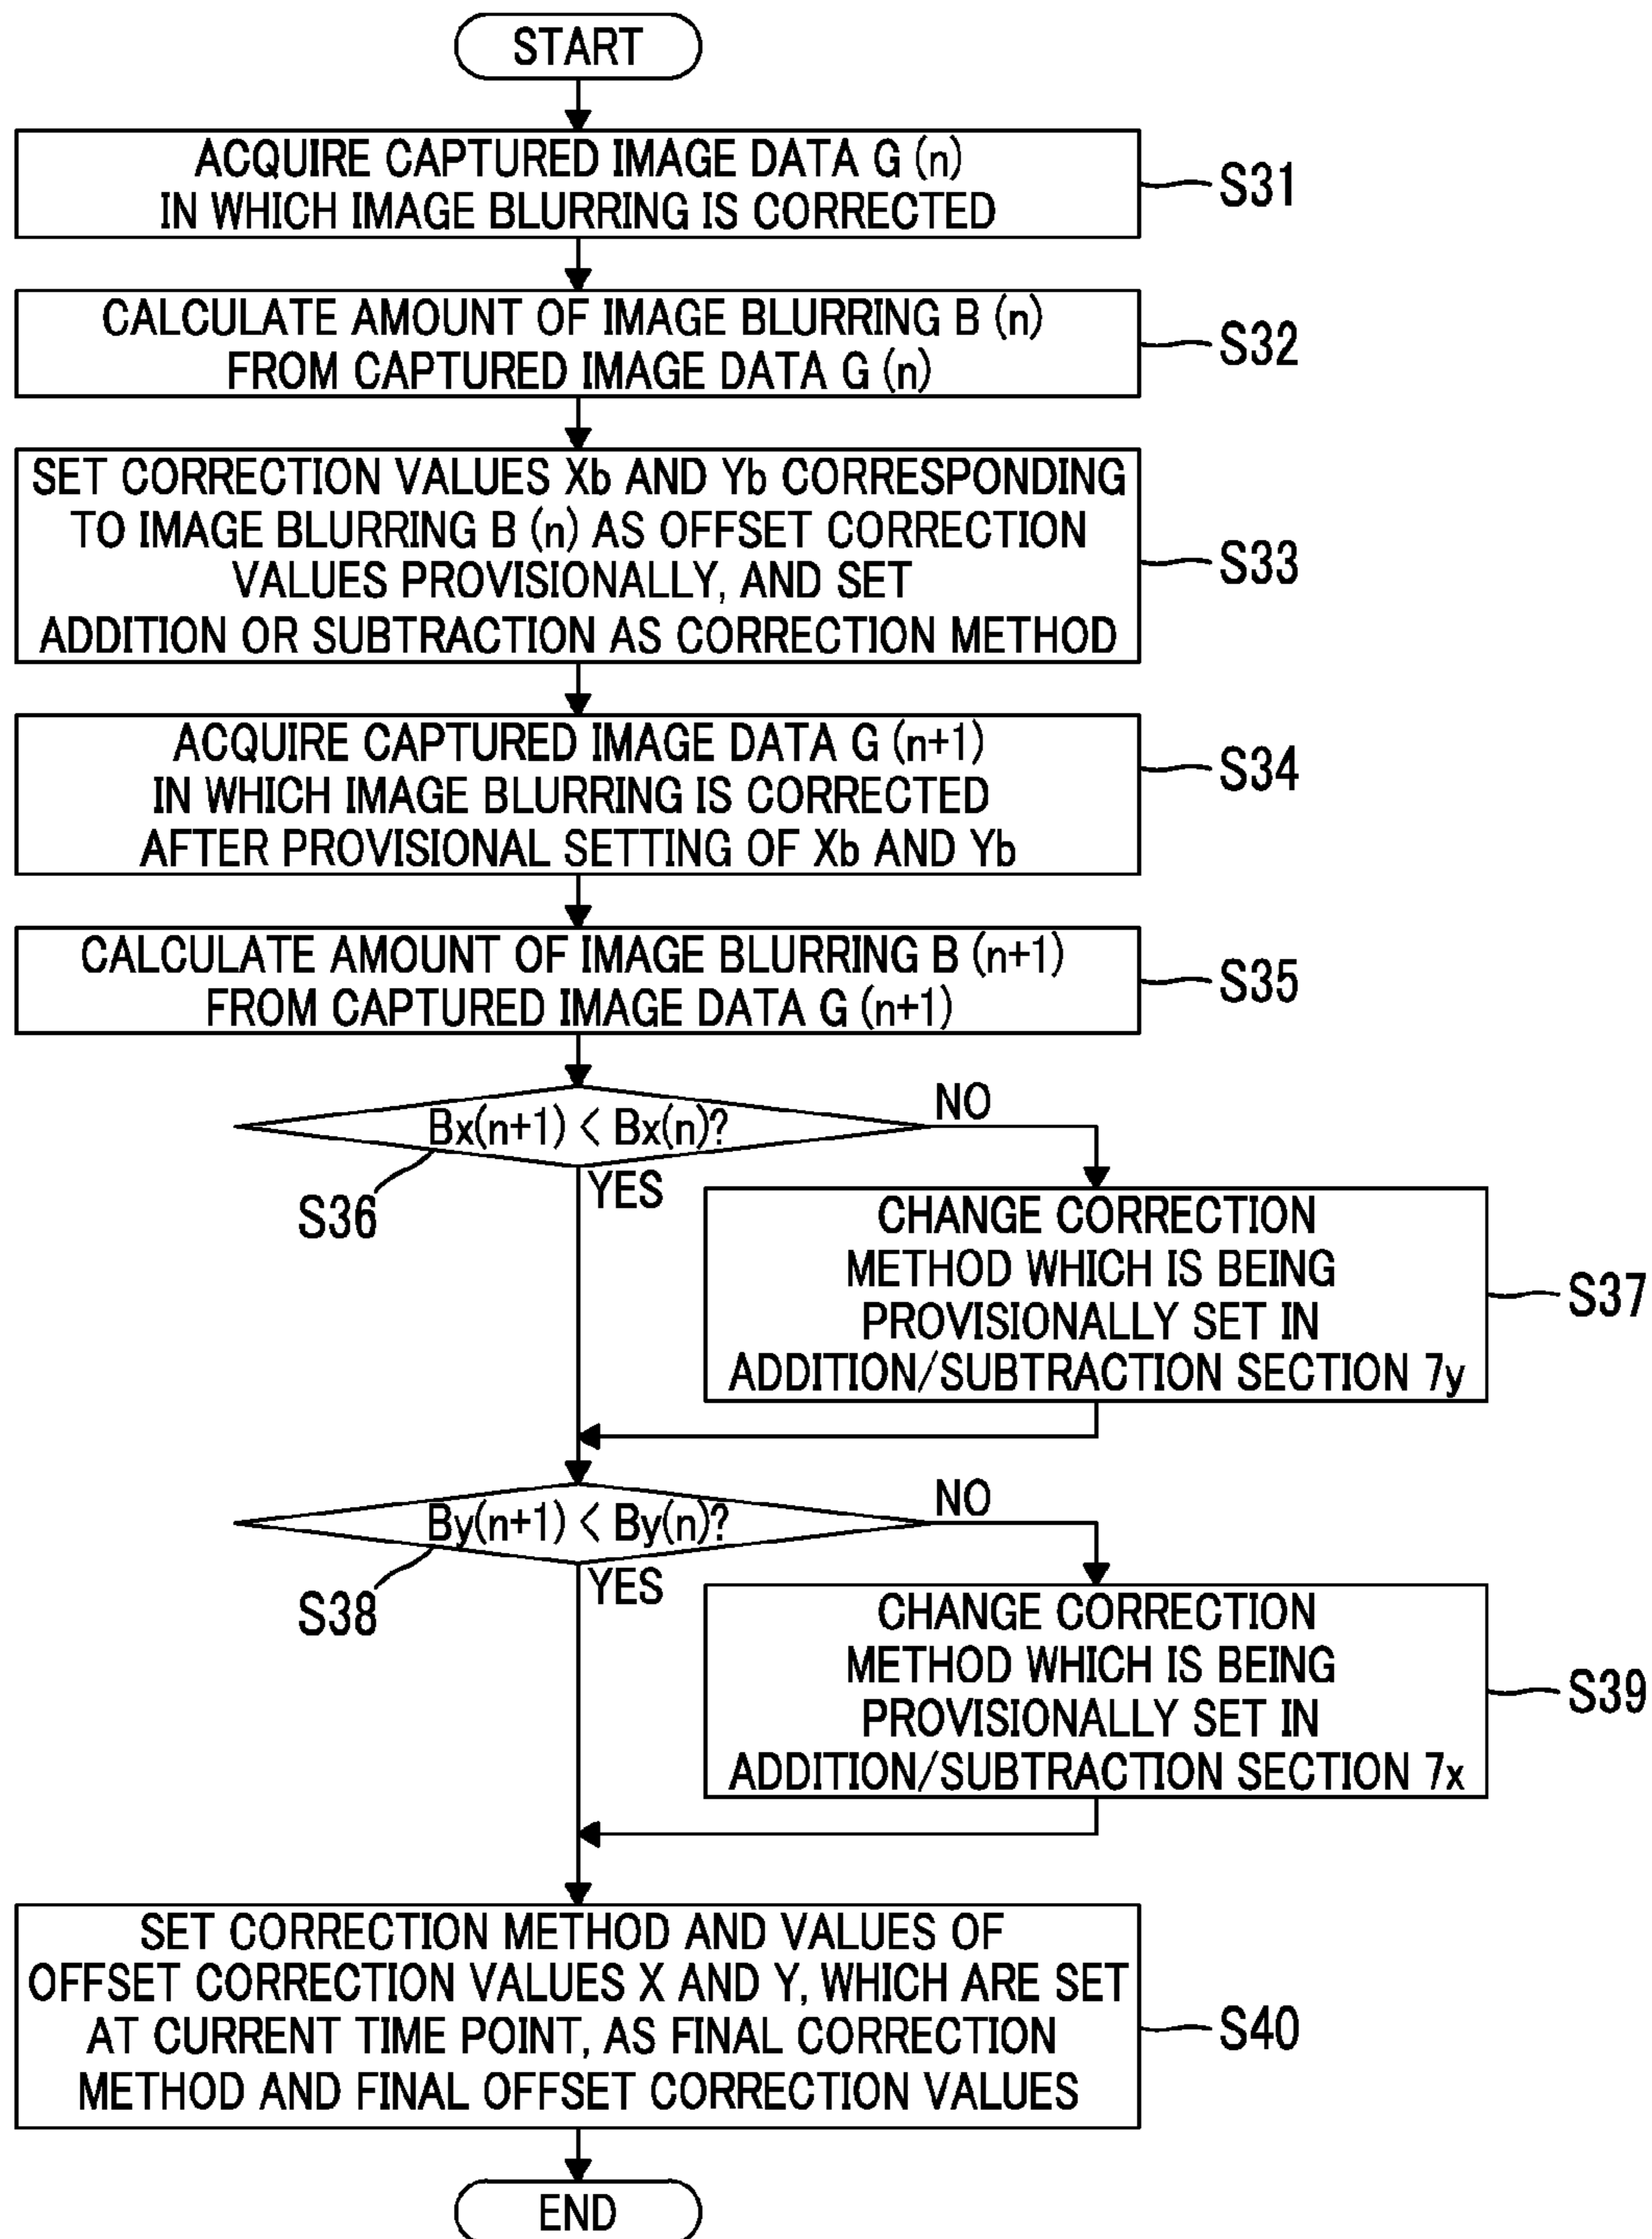 START
ACQUIRE CAPTURED IMAGE DATA G (n)
IN WHICH IMAGE BLURRING IS CORRECTED
S31
CALCULATE AMOUNT OF IMAGE BLURRING B (n)
FROM CAPTURED IMAGE DATA G (n)
S32
SET CORRECTION VALUES Xb AND Yb CORRESPONDING
TO IMAGE BLURRING B (n) AS OFFSET CORRECTION
VALUES PROVISIONALLY, AND SET
ADDITION OR SUBTRACTION AS CORRECTION METHOD
S33
ACQUIRE CAPTURED IMAGE DATA G (n+1)
IN WHICH IMAGE BLURRING IS CORRECTED
AFTER PROVISIONAL SETTING OF Xb AND Yb
S34
CALCULATE AMOUNT OF IMAGE BLURRING B (n+1)
FROM CAPTURED IMAGE DATA G (n+1)
S35
Bx(n+1) < Bx(n)?
NO
YES
S36
CHANGE CORRECTION
METHOD WHICH IS BEING
PROVISIONALLY SET IN
ADDITION/SUBTRACTION SECTION 7y
S37
By(n+1) < By(n)?
NO
YES
S38
CHANGE CORRECTION
METHOD WHICH IS BEING
PROVISIONALLY SET IN
ADDITION/SUBTRACTION SECTION 7x
S39
SET CORRECTION METHOD AND VALUES OF
OFFSET CORRECTION VALUES X AND Y, WHICH ARE SET
AT CURRENT TIME POINT, AS FINAL CORRECTION
METHOD AND FINAL OFFSET CORRECTION VALUES
S40
END